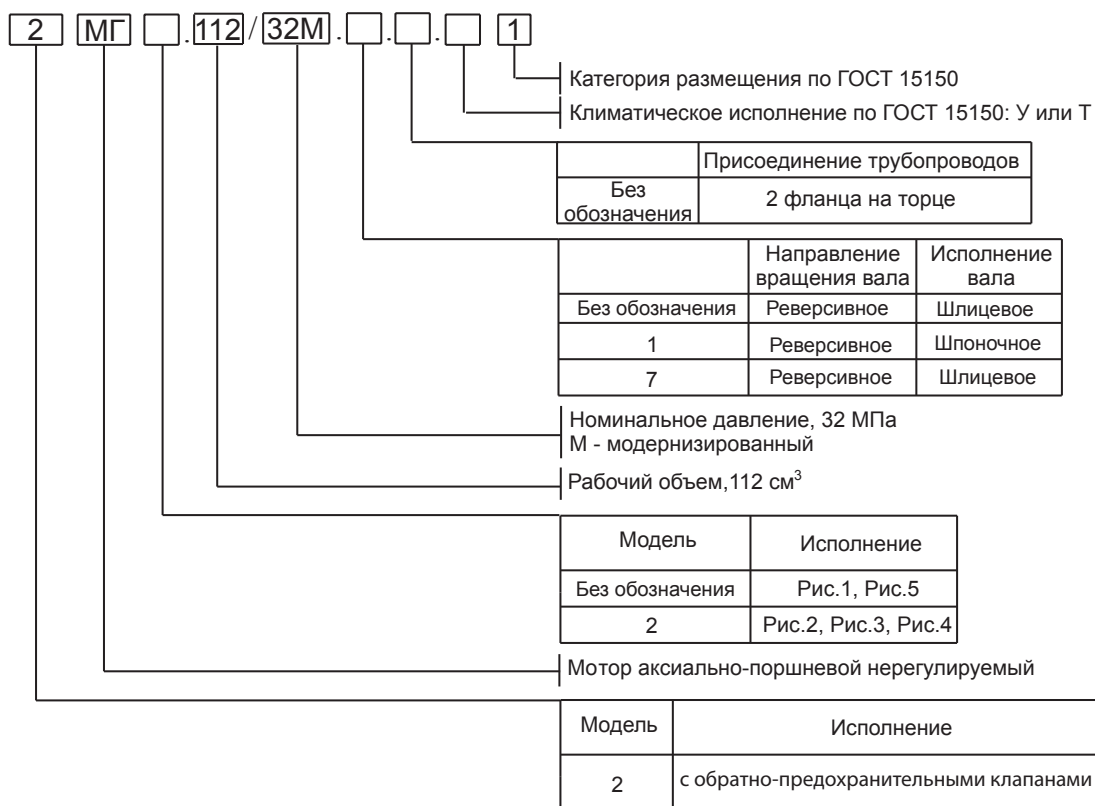 2 МГ .112/32М. . . 1
Категория размещения по ГОСТ 15150
Климатическое исполнение по ГОСТ 15150: У или Т
Присоединение трубопроводов
Без обозначения 2 фланца на торце
Направление вращения вала Исполнение вала
Без обозначения Реверсивное Шлицевое
1 Реверсивное Шпоночное
7 Реверсивное Шлицевое
Номинальное давление, 32 МПа
М - модернизированный
Рабочий объем,112 см³
Модель Исполнение
Без обозначения Рис.1, Рис.5
2 Рис.2, Рис.3, Рис.4
Мотор аксиально-поршневой нерегулируемый
Модель Исполнение
2 с обратно-предохранительными клапанами